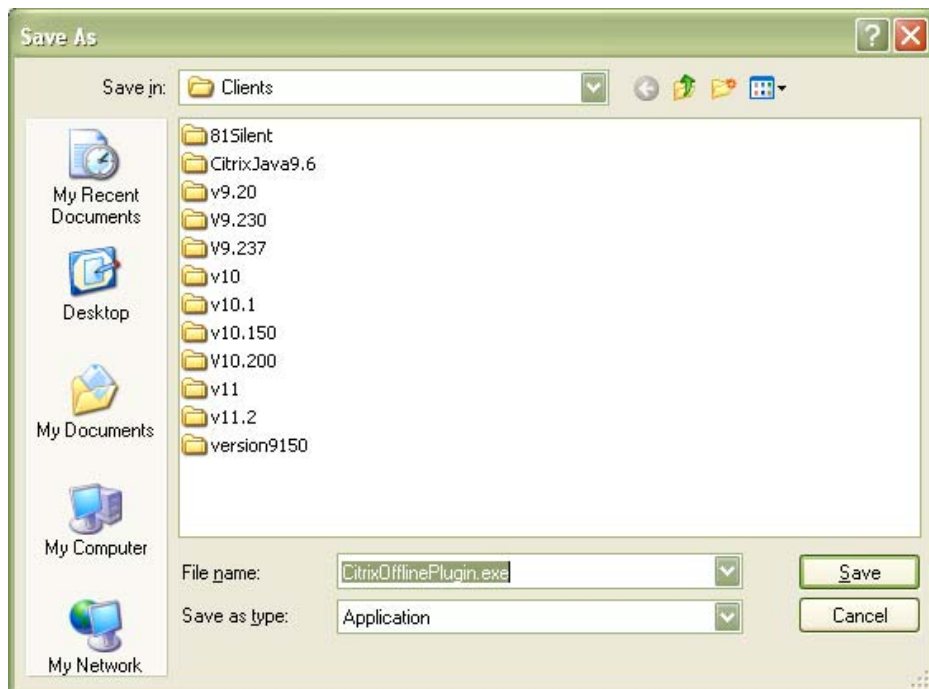 Save As
Save in:
Clients
My Recent
Documents
Desktop
My Documents
My Computer
My Network
81Silent
CitrixJava9.6
v9.20
V9.230
V9.237
v10
v10.1
v10.150
V10.200
v11
v11.2
version9150
File name:
CitrixOfflinePlugin.exe
Save
Save as type:
Application
Cancel